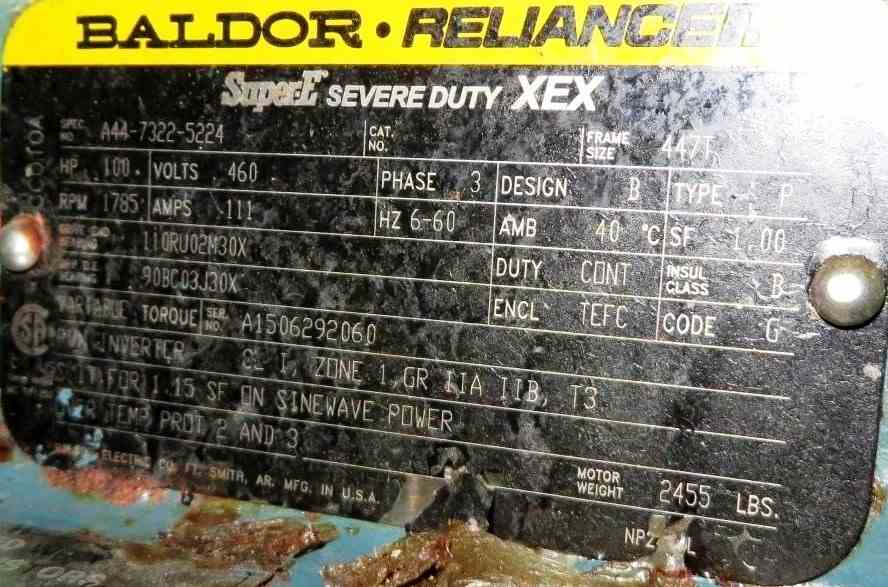 BALDOR • RELIANCE
SuperE SEVERE DUTY XEX
SPEC. NO. A44-7322-5224 CAT. NO. FRAME SIZE 447T
HP 100 VOLTS 460 PHASE 3 DESIGN B TYPE P
RPM 1785 AMPS 111 HZ 6-60 AMB 40 °C SF 1.00
110RU02M30X DUTY CONT INSUL CLASS B
90BC03J30X ENCL TEFC CODE G
VARIABLE TORQUE SER. NO. A1506292060
INVERTER CL I, ZONE 1, GR IIA IIB, T3
FOR 1.15 SF ON SINEWAVE POWER
PROT 2 AND 3
ELECTRIC CO. FT. SMITH, AR. MFG. IN U.S.A.
MOTOR WEIGHT 2455 LBS.